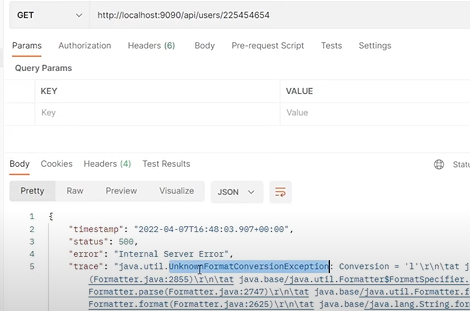 GET http://localhost:9090/api/users/225454654
Params Authorization Headers (6) Body Pre-request Script Tests Settings
Query Params
KEY VALUE
Key Value
Body Cookies Headers (4) Test Results Statu
Pretty Raw Preview Visualize JSON
1 {
2 "timestamp": "2022-04-07T16:48:03.907+00:00",
3 "status": 500,
4 "error": "Internal Server Error",
5 "trace": "java.util.UnknownFormatConversionException: Conversion = 'l'\r\n\tat j
(Formatter.java:2855)\r\n\tat java.base/java.util.Formatter$FormatSpecifier.
Formatter.parse(Formatter.java:2747)\r\n\tat java.base/java.util.Formatter.f
Formatter.format(Formatter.java:2625)\r\n\tat java.base/java.lang.String.for